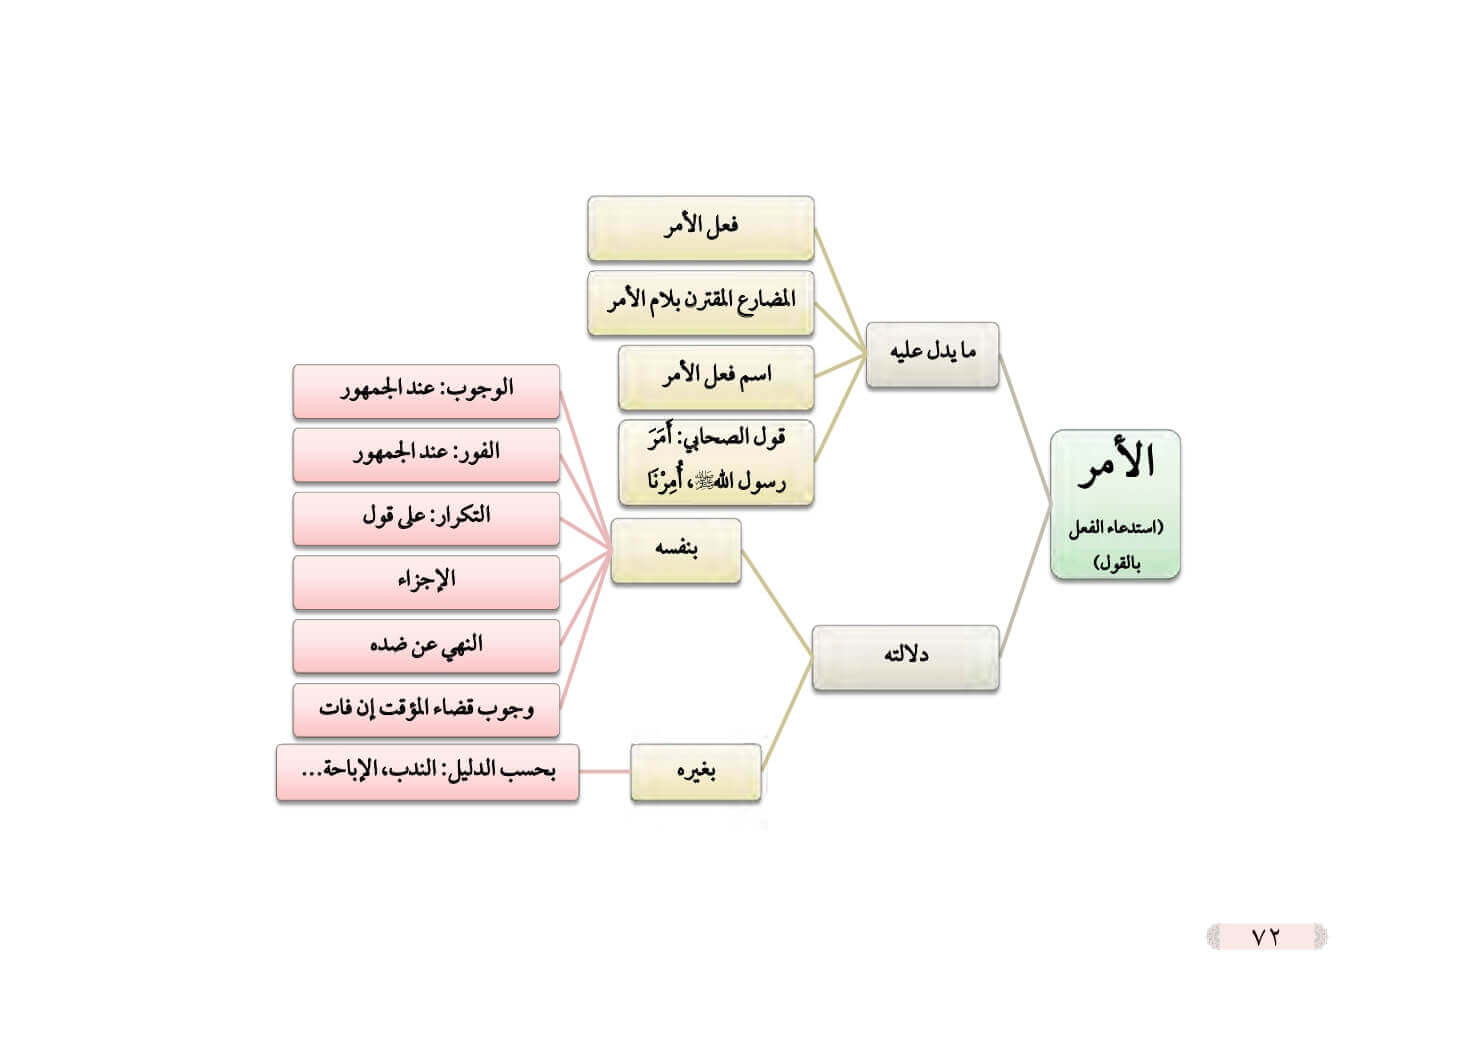 الأمر
(استدعاء الفعل
بالقول)
ما يدل عليه
فعل الأمر
المضارع المقترن بلام الأمر
اسم فعل الأمر
قول الصحابي: أَمَرَ
رسول الله ﷺ، أُمِرْنَا
دلالته
بنفسه
الوجوب: عند الجمهور
الفور: عند الجمهور
التكرار: على قول
الإجزاء
النهي عن ضده
وجوب قضاء المؤقت إن فات
بغيره
بحسب الدليل: الندب، الإباحة...
٧٢